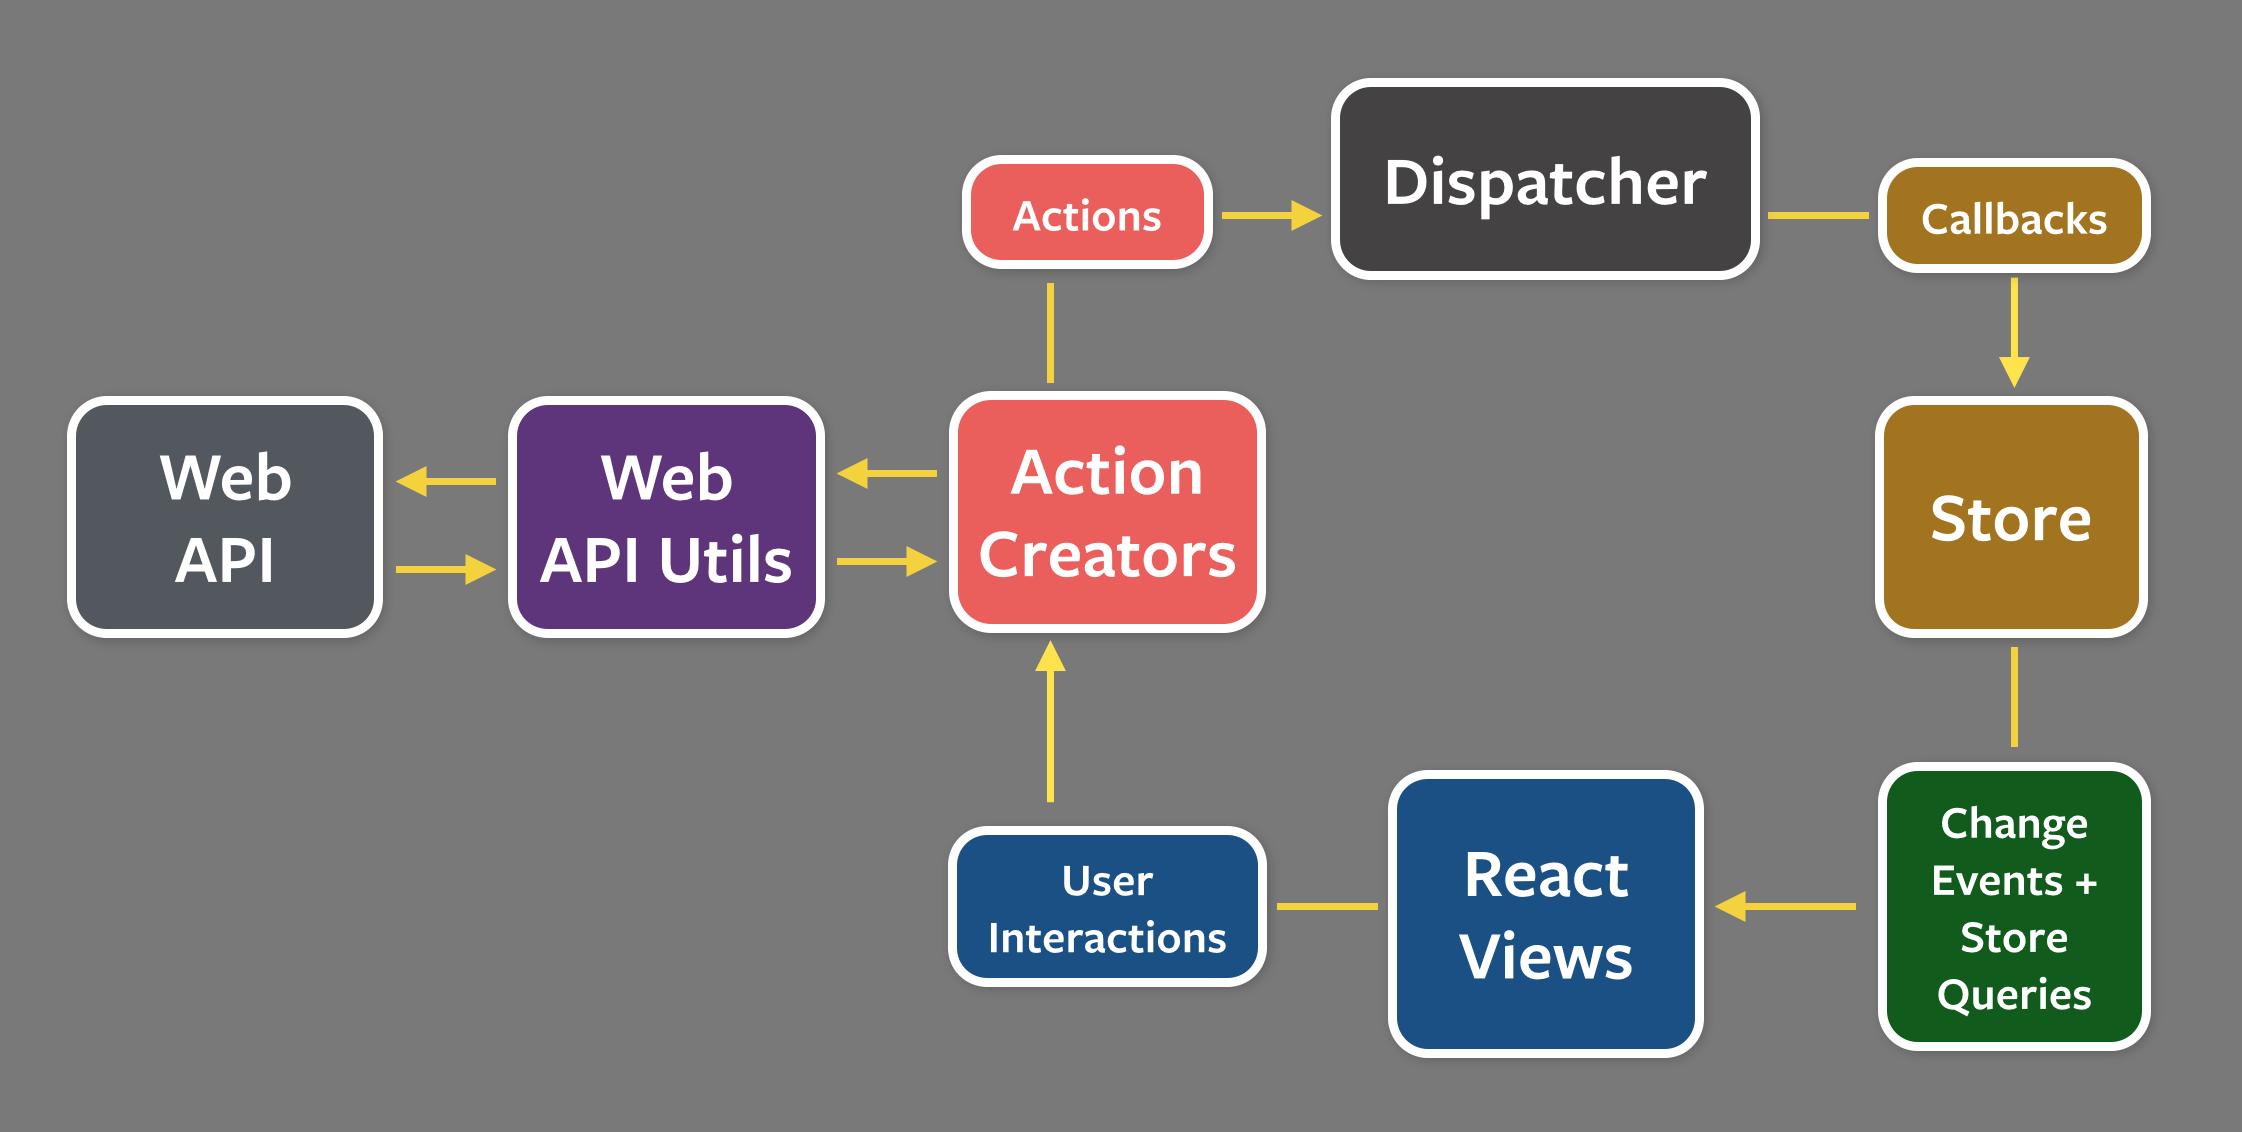 Dispatcher
Actions
Callbacks
Web
API
Web
API Utils
Action
Creators
Store
User
Interactions
React
Views
Change
Events +
Store
Queries